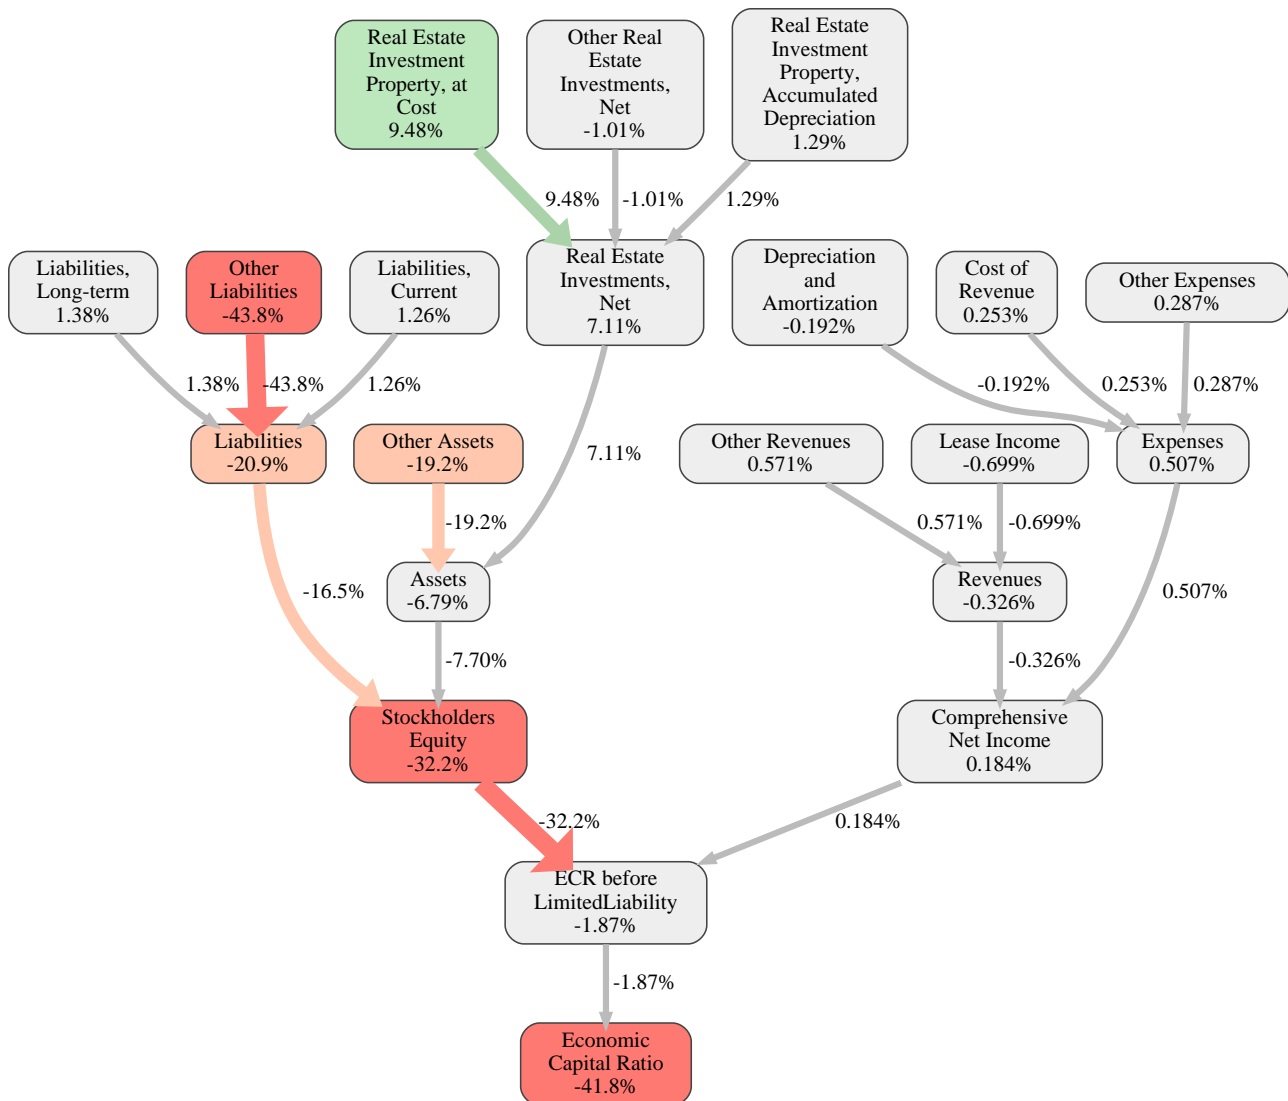 Real Estate
Investment
Property, at
Cost
9.48%
Other Real
Estate
Investments,
Net
-1.01%
Real Estate
Investment
Property,
Accumulated
Depreciation
1.29%
9.48%
-1.01%
1.29%
Liabilities,
Long-term
1.38%
Other
Liabilities
-43.8%
Liabilities,
Current
1.26%
Real Estate
Investments,
Net
7.11%
Depreciation
and
Amortization
-0.192%
Cost of
Revenue
0.253%
Other Expenses
0.287%
1.38%
-43.8%
1.26%
-0.192%
0.253%
0.287%
Liabilities
-20.9%
Other Assets
-19.2%
7.11%
Other Revenues
0.571%
Lease Income
-0.699%
Expenses
0.507%
-19.2%
0.571%
-0.699%
-16.5%
Assets
-6.79%
Revenues
-0.326%
0.507%
-7.70%
-0.326%
Stockholders
Equity
-32.2%
Comprehensive
Net Income
0.184%
-32.2%
0.184%
ECR before
LimitedLiability
-1.87%
-1.87%
Economic
Capital Ratio
-41.8%